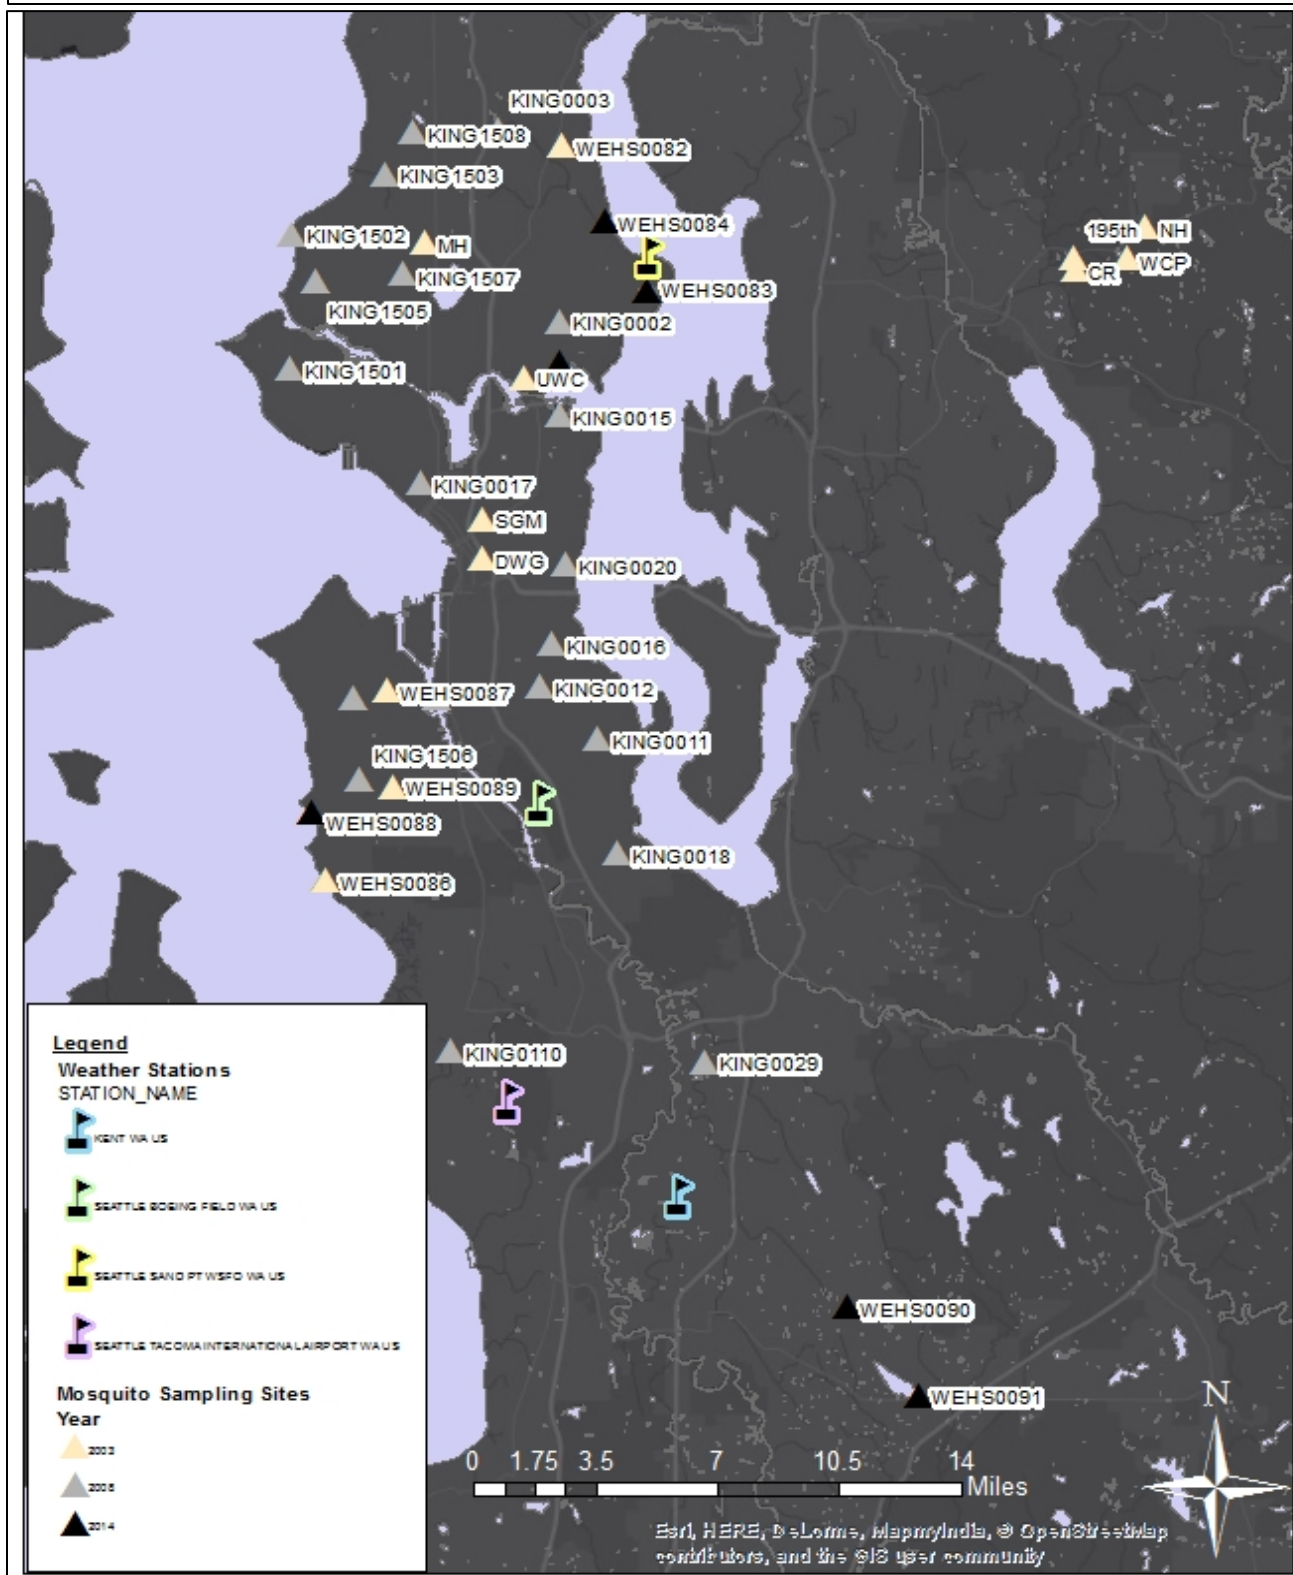 KING0003
KING1508
WEHS0082
KING1503
WEHS0084
195th
NH
KING1502
MH
WCP
CR
KING1507
WEHS0083
KING1505
KING0002
KING1501
UWC
KING0015
KING0017
SGM
DWG
KING0020
KING0016
WEHS0087
KING0012
KING0011
KING1506
WEHS0089
WEHS0088
KING0018
WEHS0086
KING0110
KING0029
WEHS0090
WEHS0091
Legend
Weather Stations
STATION_NAME
KENT WA US
SEATTLE BOEING FIELD WA US
SEATTLE SAND PT WSFO WA US
SEATTLE TACOMA INTERNATIONAL AIRPORT WA US
Mosquito Sampling Sites
Year
2003
2014
N
0 1.75 3.5 7 10.5 14
Miles
Esri, HERE, DeLorme, MapmyIndia, © OpenStreetMap
contributors, and the GIS user community